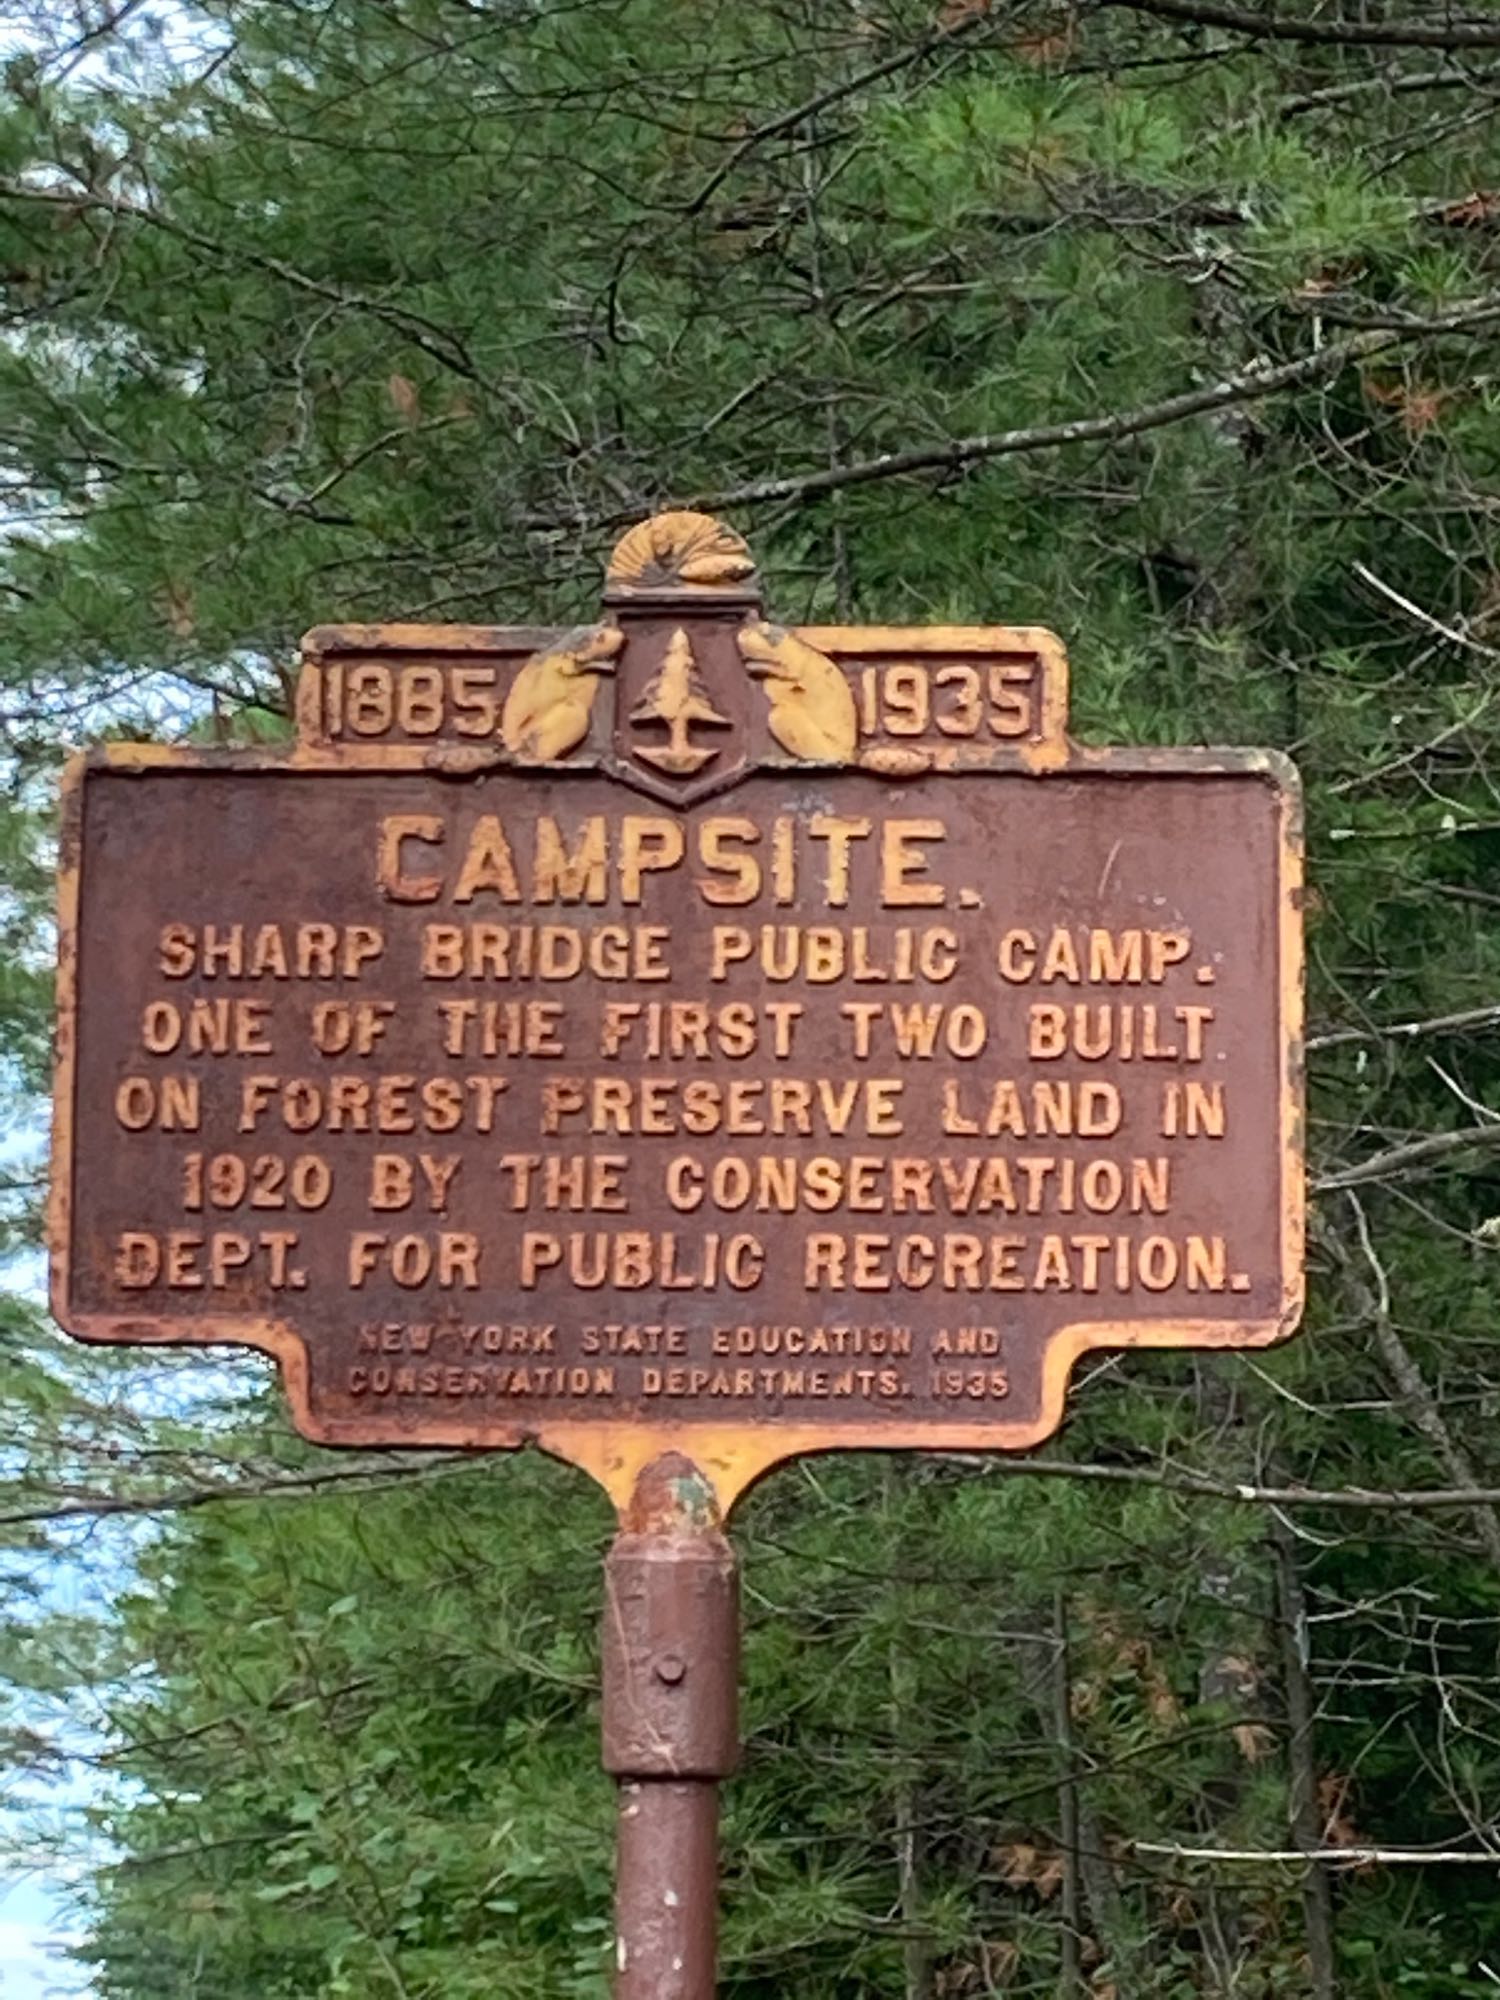 1885 1935
CAMPSITE.
SHARP BRIDGE PUBLIC CAMP.
ONE OF THE FIRST TWO BUILT
ON FOREST PRESERVE LAND IN
1920 BY THE CONSERVATION
DEPT. FOR PUBLIC RECREATION.
NEW YORK STATE EDUCATION AND
CONSERVATION DEPARTMENTS. 1935